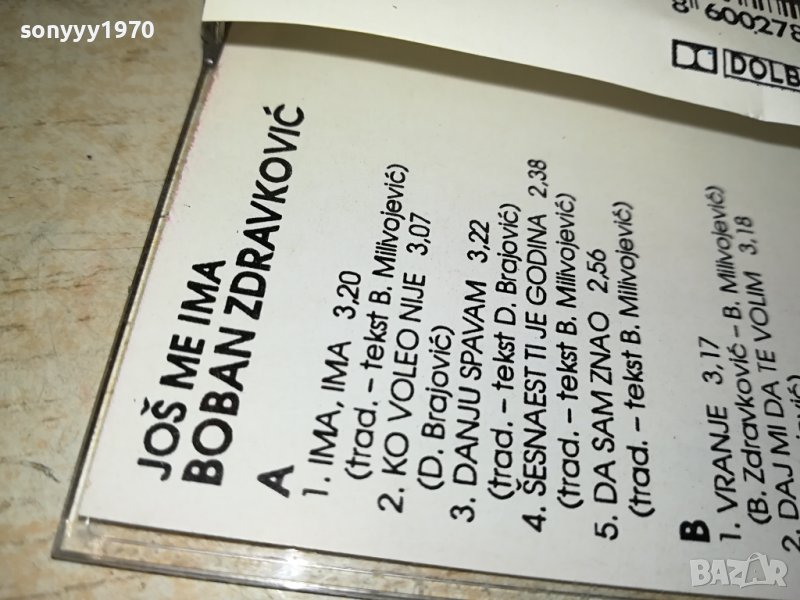 sonyyy1970
JOŠ ME IMA
BOBAN ZDRAVKOVIĆ
A
1. IMA, IMA 3,20
(trad. – tekst B. Milivojević)
2. KO VOLEO NIJE 3,07
(D. Brajović)
3. DANJU SPAVAM 3,22
(trad. – tekst D. Brajović)
4. ŠESNAEST TI JE GODINA 2,38
(trad. – tekst B. Milivojević)
5. DA SAM ZNAO 2,56
(trad. – tekst B. Milivojević)
B
1. VRANJE 3,17
(B. Zdravković – B. Milivojević)
2. DAJ MI DA TE VOLIM 3,18
8 600278
DOLB
BAZAR